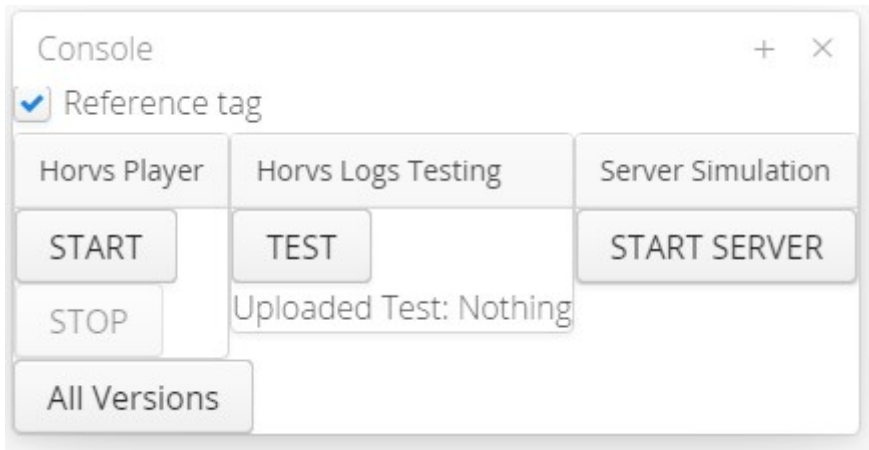 Console
Reference tag
Horvs Player Horvs Logs Testing Server Simulation
START TEST START SERVER
STOP Uploaded Test: Nothing
All Versions